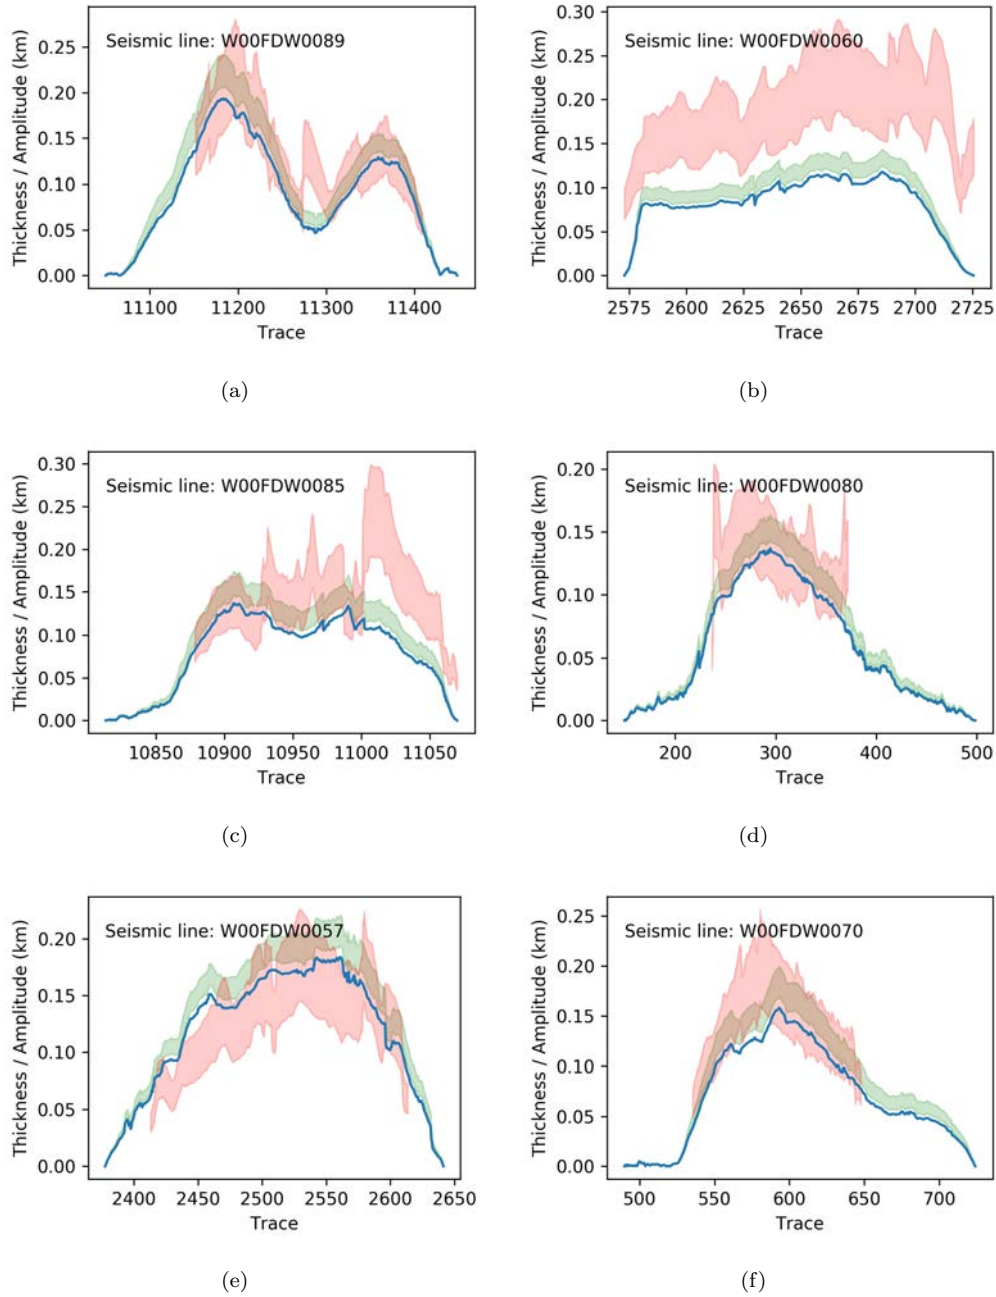 Seismic line: W00FDW0089
Thickness / Amplitude (km)
0.25
0.20
0.15
0.10
0.05
0.00
11100 11200 11300 11400
Trace
(a)
Seismic line: W00FDW0060
Thickness / Amplitude (km)
0.30
0.25
0.20
0.15
0.10
0.05
0.00
2575 2600 2625 2650 2675 2700 2725
Trace
(b)
Seismic line: W00FDW0085
Thickness / Amplitude (km)
0.30
0.25
0.20
0.15
0.10
0.05
0.00
10850 10900 10950 11000 11050
Trace
(c)
Seismic line: W00FDW0080
Thickness / Amplitude (km)
0.20
0.15
0.10
0.05
0.00
200 300 400 500
Trace
(d)
Seismic line: W00FDW0057
Thickness / Amplitude (km)
0.20
0.15
0.10
0.05
0.00
2400 2450 2500 2550 2600 2650
Trace
(e)
Seismic line: W00FDW0070
Thickness / Amplitude (km)
0.25
0.20
0.15
0.10
0.05
0.00
500 550 600 650 700
Trace
(f)